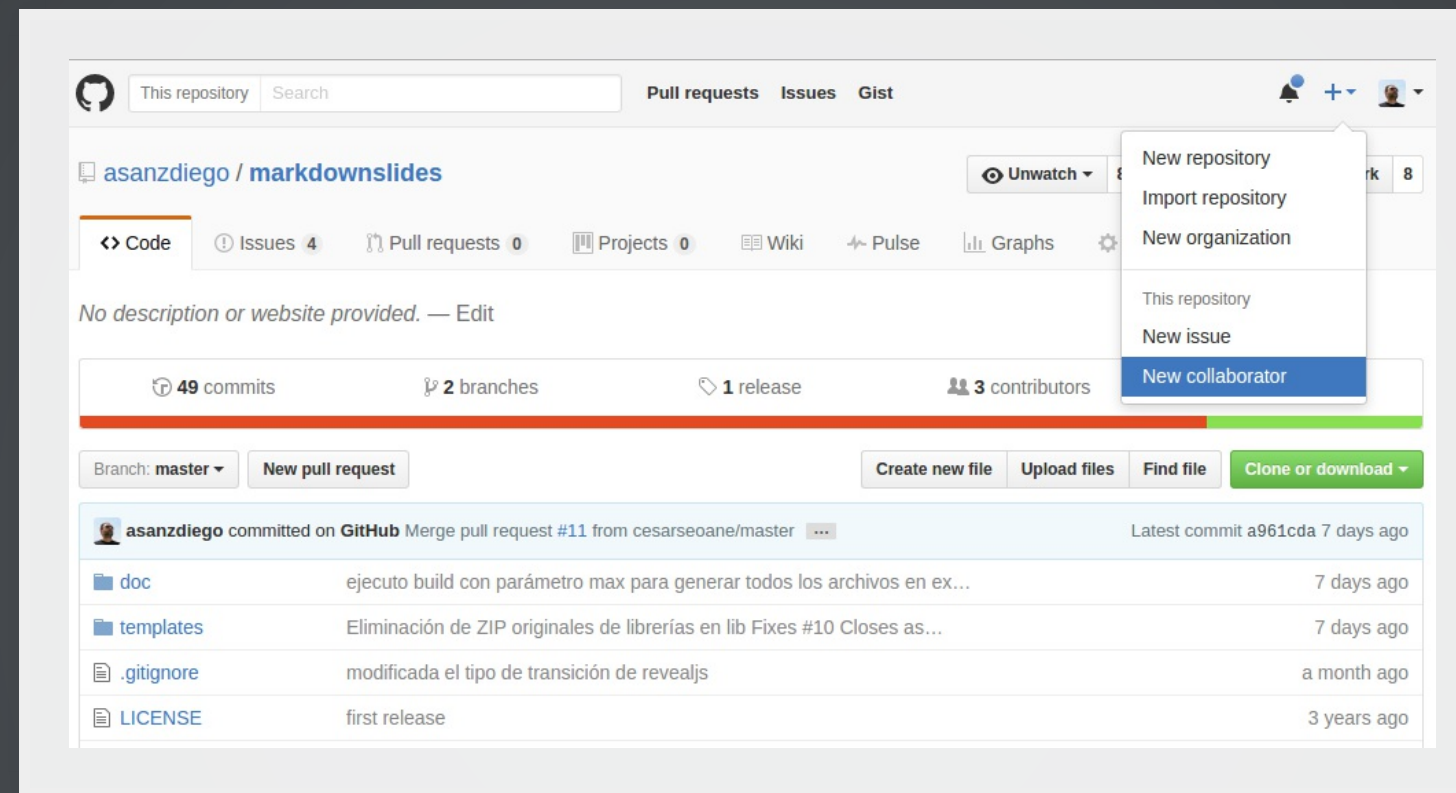 This repository Search Pull requests Issues Gist
asanzdiego / markdownslides Unwatch 8
New repository
Import repository
New organization
This repository
New issue
New collaborator
Code Issues 4 Pull requests 0 Projects 0 Wiki Pulse Graphs
No description or website provided. — Edit
49 commits 2 branches 1 release 3 contributors
Branch: master New pull request Create new file Upload files Find file Clone or download
asanzdiego committed on GitHub Merge pull request #11 from cesarseoane/master ... Latest commit a961cda 7 days ago
doc ejecuto build con parámetro max para generar todos los archivos en ex… 7 days ago
templates Eliminación de ZIP originales de librerías en lib Fixes #10 Closes as… 7 days ago
.gitignore modificada el tipo de transición de revealjs a month ago
LICENSE first release 3 years ago